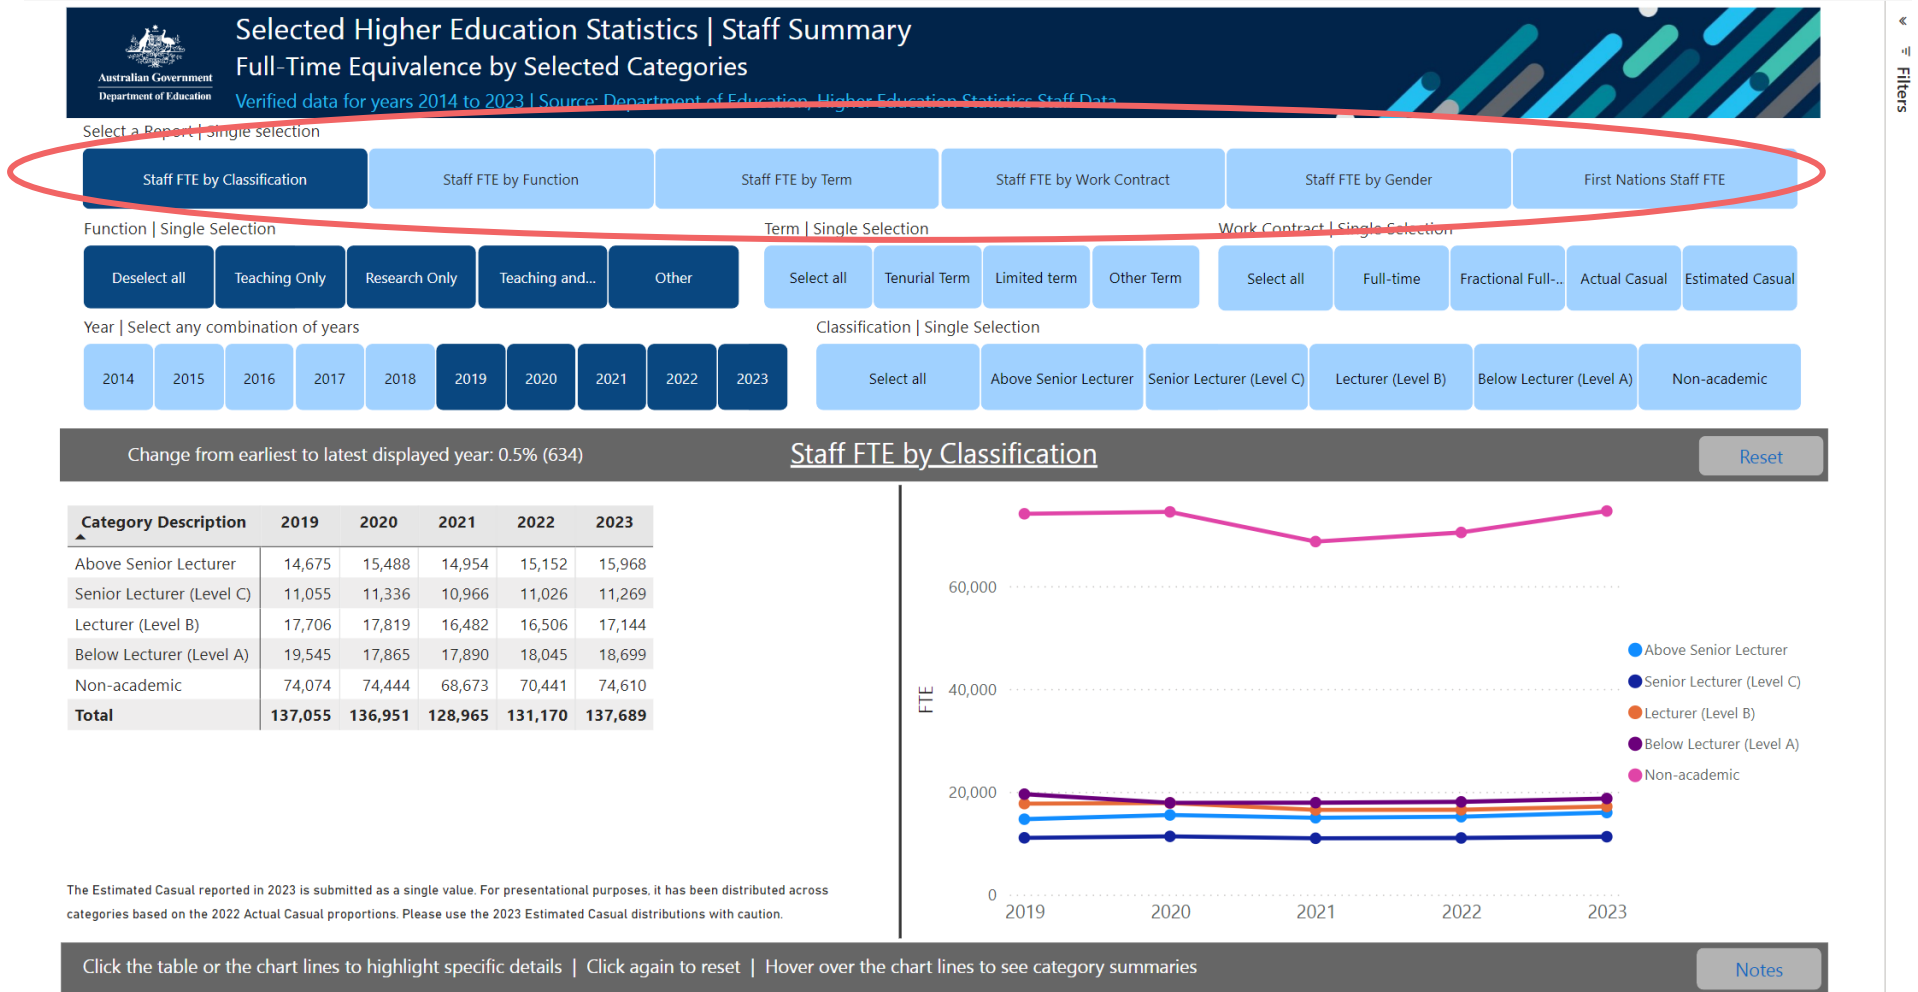 Australian Government
Department of Education
Selected Higher Education Statistics | Staff Summary
Full-Time Equivalence by Selected Categories
Verified data for years 2014 to 2023 | Source: Department of Education, Higher Education Statistics Staff Data
«
Filters
Select a Report | Single selection
Staff FTE by Classification Staff FTE by Function Staff FTE by Term Staff FTE by Work Contract Staff FTE by Gender First Nations Staff FTE
Function | Single Selection Term | Single Selection Work Contract | Single Selection
Deselect all Teaching Only Research Only Teaching and... Other Select all Tenurial Term Limited term Other Term Select all Full-time Fractional Full-... Actual Casual Estimated Casual
Year | Select any combination of years Classification | Single Selection
2014 2015 2016 2017 2018 2019 2020 2021 2022 2023 Select all Above Senior Lecturer Senior Lecturer (Level C) Lecturer (Level B) Below Lecturer (Level A) Non-academic
Change from earliest to latest displayed year: 0.5% (634) Staff FTE by Classification Reset
Category Description 2019 2020 2021 2022 2023
Above Senior Lecturer 14,675 15,488 14,954 15,152 15,968
Senior Lecturer (Level C) 11,055 11,336 10,966 11,026 11,269
Lecturer (Level B) 17,706 17,819 16,482 16,506 17,144
Below Lecturer (Level A) 19,545 17,865 17,890 18,045 18,699
Non-academic 74,074 74,444 68,673 70,441 74,610
Total 137,055 136,951 128,965 131,170 137,689
The Estimated Casual reported in 2023 is submitted as a single value. For presentational purposes, it has been distributed across
categories based on the 2022 Actual Casual proportions. Please use the 2023 Estimated Casual distributions with caution.
FTE
60,000
40,000
20,000
0
2019 2020 2021 2022 2023
Above Senior Lecturer
Senior Lecturer (Level C)
Lecturer (Level B)
Below Lecturer (Level A)
Non-academic
Click the table or the chart lines to highlight specific details | Click again to reset | Hover over the chart lines to see category summaries Notes